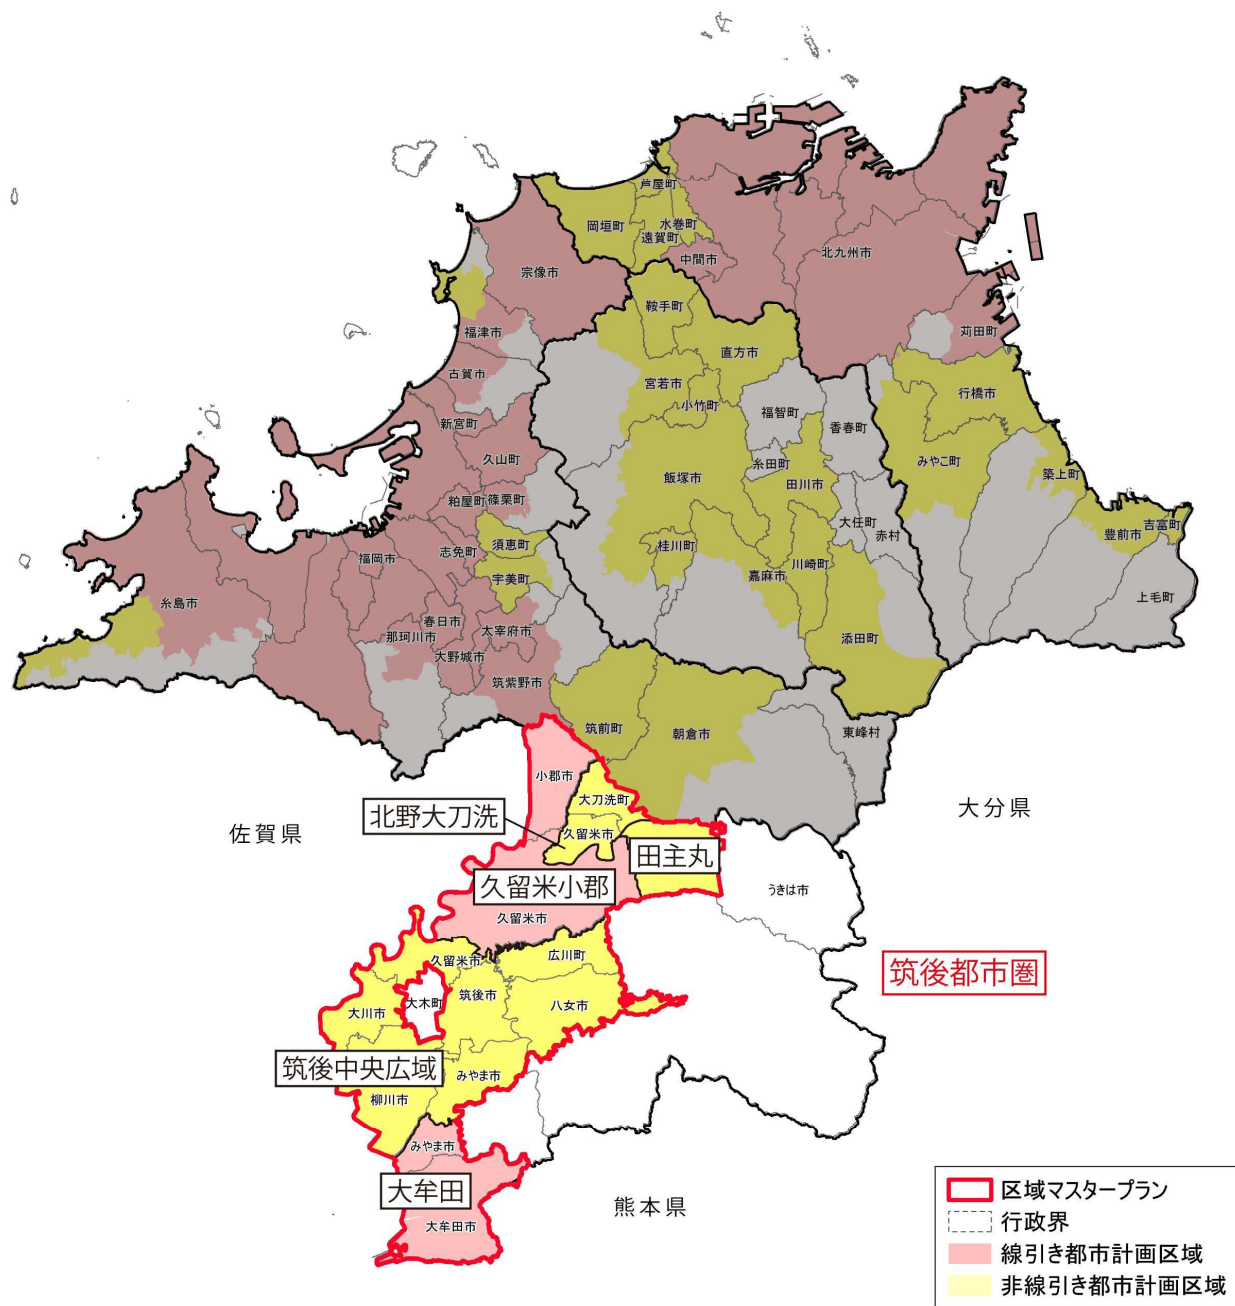 芦屋町
岡垣町
水巻町
遠賀町
中間市
北九州市
宗像市
鞍手町
苅田町
福津市
直方市
古賀市
宮若市
行橋市
小竹町
福智町
新宮町
香春町
久山町
糸田町
みやこ町
飯塚市
田川市
築上町
粕屋町
篠栗町
大任町
吉富町
豊前市
赤村
須恵町
桂川町
志免町
福岡市
川崎町
嘉麻市
宇美町
上毛町
糸島市
春日市
太宰府市
那珂川市
添田町
大野城市
筑紫野市
筑前町
朝倉市
東峰村
小郡市
大刀洗町
北野大刀洗
大分県
佐賀県
久留米市
田主丸
久留米小郡
うきは市
久留米市
広川町
久留米市
筑後都市圏
筑後市
大木町
大川市
八女市
筑後中央広域
みやま市
柳川市
みやま市
大牟田
熊本県
大牟田市
区域マスタープラン
行政界
線引き都市計画区域
非線引き都市計画区域